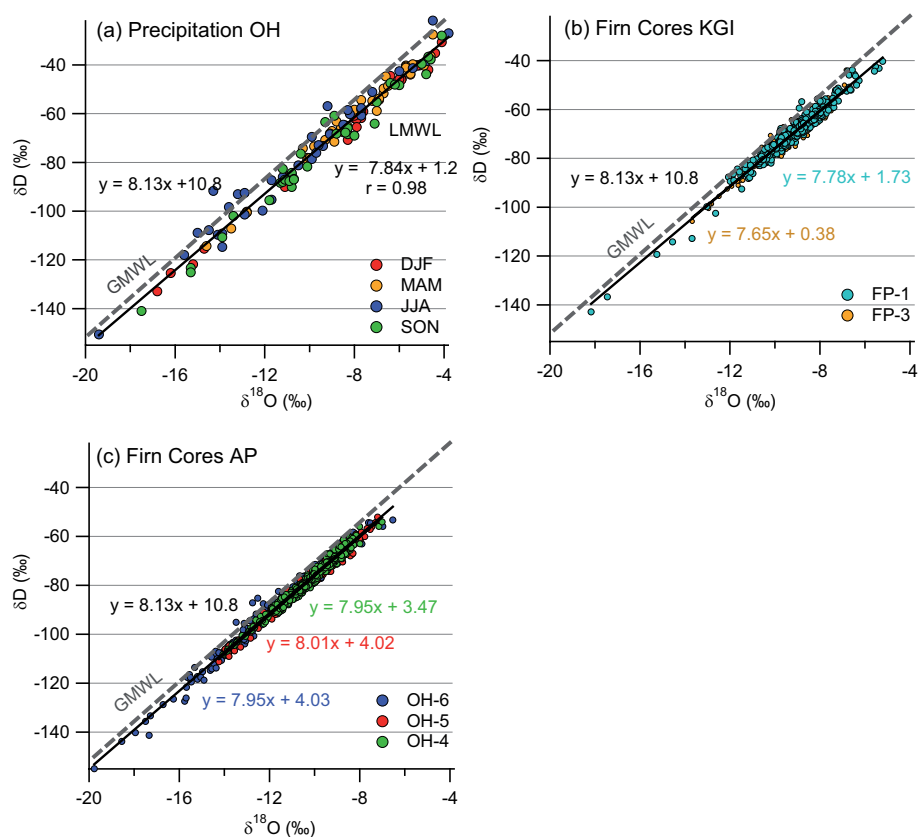 (a) Precipitation OH
-40
-60
-80
-100
-120
-140
δD (‰)
LMWL
y = 7.84x + 1.2
r = 0.98
y = 8.13x +10.8
GMWL
DJF
MAM
JJA
SON
-20
-16
-12
-8
-4
δ18O (‰)
(b) Firn Cores KGI
-40
-60
-80
-100
-120
-140
δD (‰)
y = 8.13x + 10.8
y = 7.78x + 1.73
y = 7.65x + 0.38
GMWL
FP-1
FP-3
-20
-16
-12
-8
-4
δ18O (‰)
(c) Firn Cores AP
-40
-60
-80
-100
-120
-140
δD (‰)
y = 8.13x + 10.8
y = 7.95x + 3.47
y = 8.01x + 4.02
GMWL
y = 7.95x + 4.03
OH-6
OH-5
OH-4
-20
-16
-12
-8
-4
δ18O (‰)